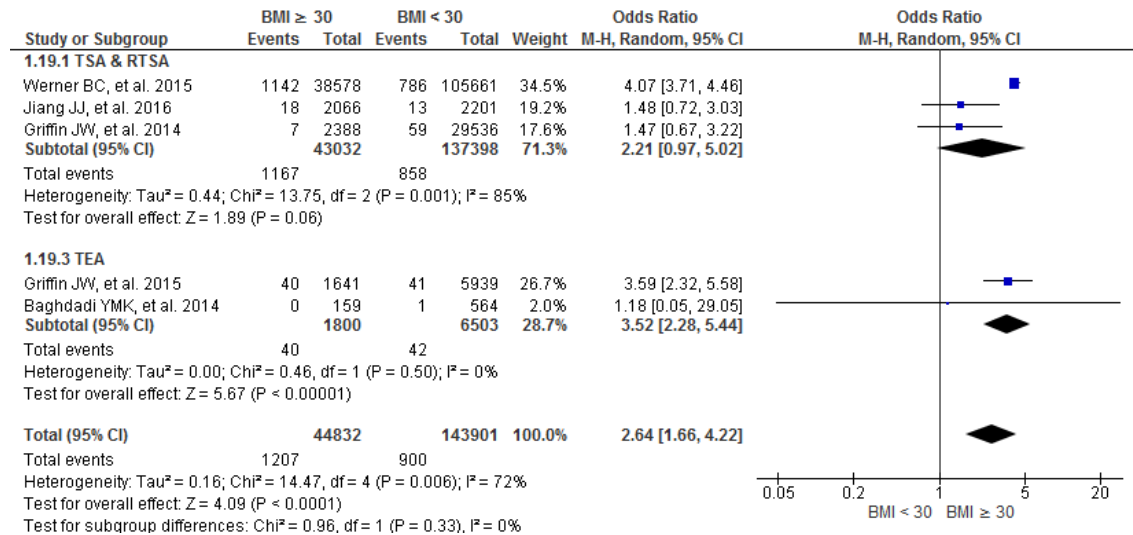 BMI ≥ 30 BMI < 30 Odds Ratio Odds Ratio
Study or Subgroup Events Total Events Total Weight M-H, Random, 95% CI M-H, Random, 95% CI
1.19.1 TSA & RTSA
Werner BC, et al. 2015 1142 38578 786 105661 34.5% 4.07 [3.71, 4.46]
Jiang JJ, et al. 2016 18 2066 13 2201 19.2% 1.48 [0.72, 3.03]
Griffin JW, et al. 2014 7 2388 59 29536 17.6% 1.47 [0.67, 3.22]
Subtotal (95% CI) 43032 137398 71.3% 2.21 [0.97, 5.02]
Total events 1167 858
Heterogeneity: Tau² = 0.44; Chi² = 13.75, df = 2 (P = 0.001); I² = 85%
Test for overall effect: Z = 1.89 (P = 0.06)
1.19.3 TEA
Griffin JW, et al. 2015 40 1641 41 5939 26.7% 3.59 [2.32, 5.58]
Baghdadi YMK, et al. 2014 0 159 1 564 2.0% 1.18 [0.05, 29.05]
Subtotal (95% CI) 1800 6503 28.7% 3.52 [2.28, 5.44]
Total events 40 42
Heterogeneity: Tau² = 0.00; Chi² = 0.46, df = 1 (P = 0.50); I² = 0%
Test for overall effect: Z = 5.67 (P < 0.00001)
Total (95% CI) 44832 143901 100.0% 2.64 [1.66, 4.22]
Total events 1207 900
Heterogeneity: Tau² = 0.16; Chi² = 14.47, df = 4 (P = 0.006); I² = 72%
Test for overall effect: Z = 4.09 (P < 0.0001)
Test for subgroup differences: Chi² = 0.96, df = 1 (P = 0.33), I² = 0%
0.05 0.2 1 5 20
BMI < 30 BMI ≥ 30